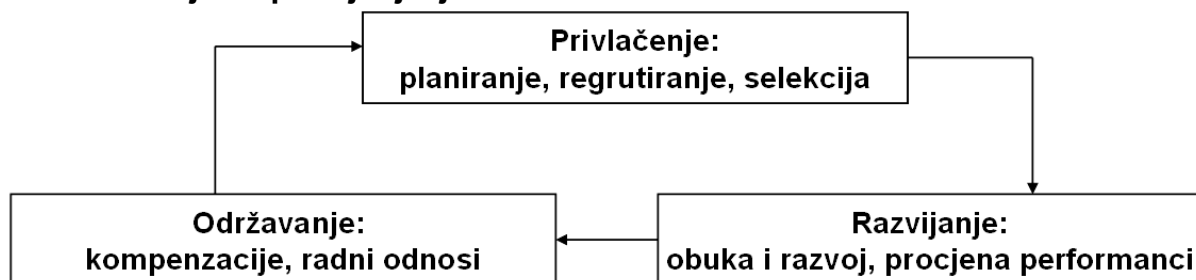 Privlačenje:
planiranje, regrutiranje, selekcija
Održavanje:
kompenzacije, radni odnosi
Razvijanje:
obuka i razvoj, procjena performanci